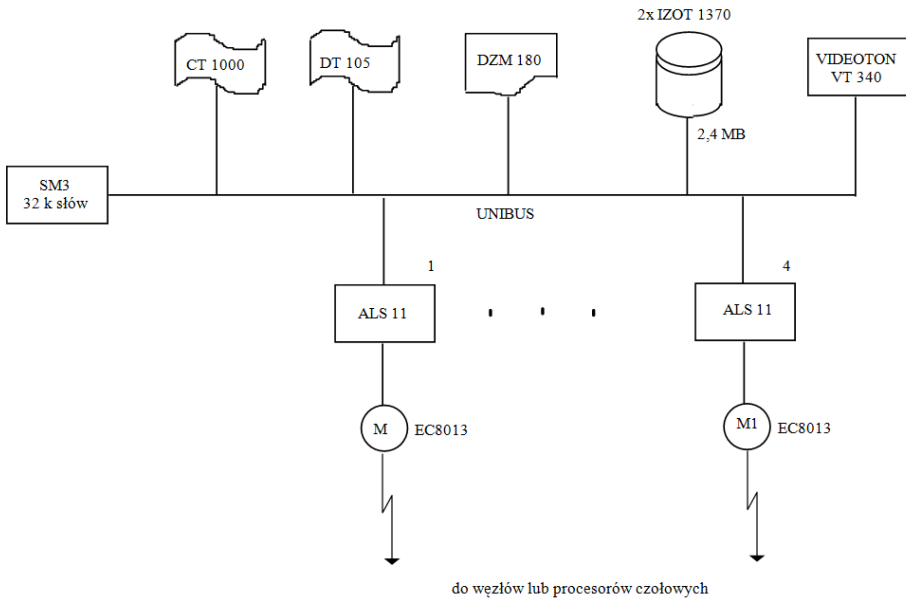 2x IZOT 1370
CT 1000
DT 105
DZM 180
VIDEOTON
VT 340
2,4 MB
SM3
32 k słów
UNIBUS
1
4
ALS 11
ALS 11
M
EC8013
M1
EC8013
do węzłów lub procesorów czołowych